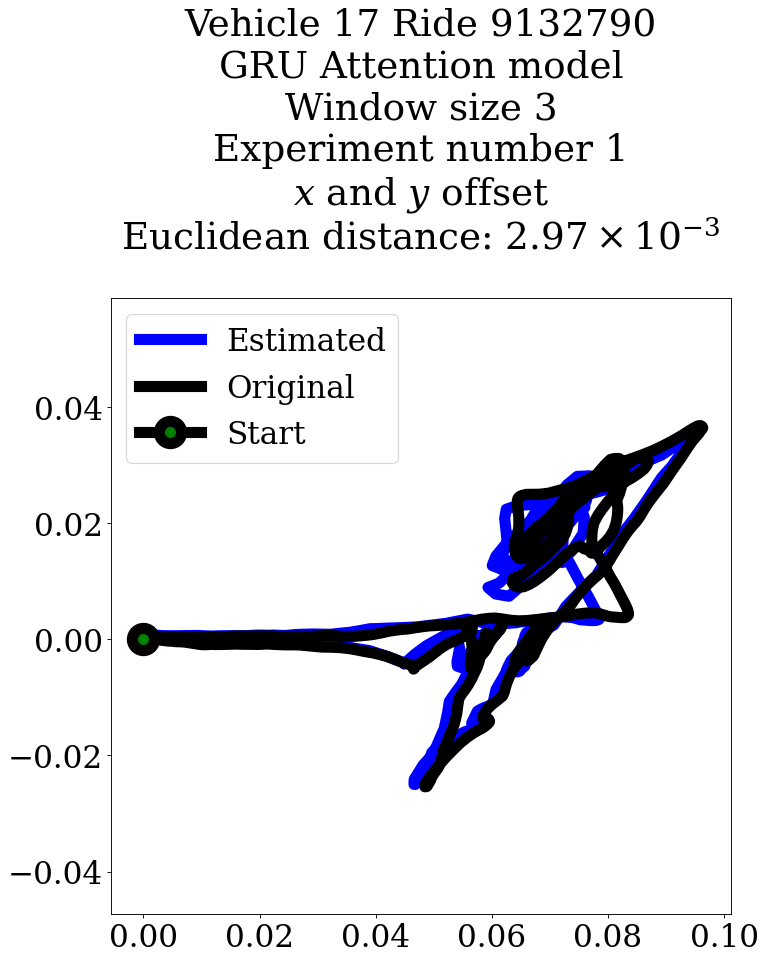 Vehicle 17 Ride 9132790
GRU Attention model
Window size 3
Experiment number 1
x and y offset
Euclidean distance: 2.97 × 10⁻³
Estimated
Original
Start
0.04
0.02
0.00
−0.02
−0.04
0.00 0.02 0.04 0.06 0.08 0.10